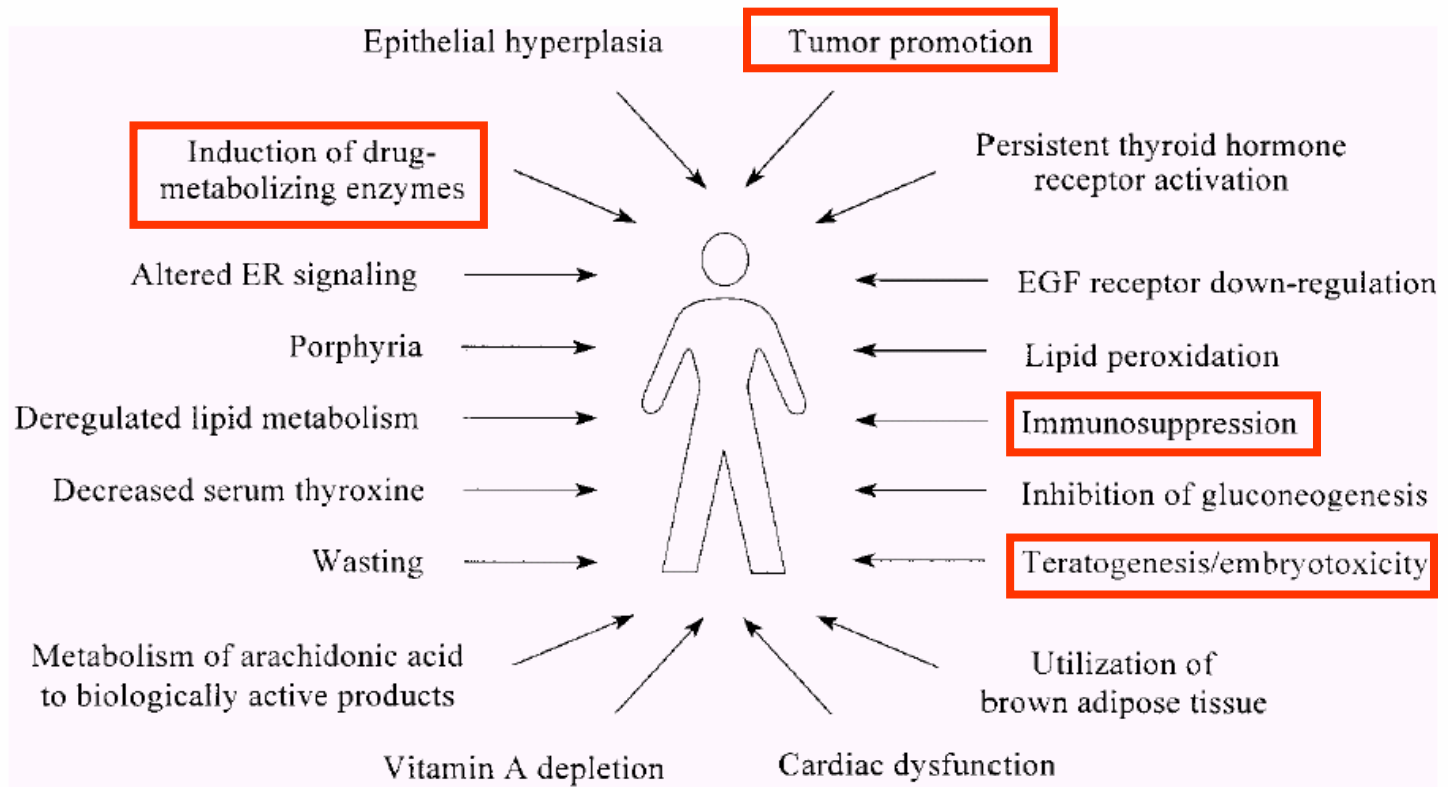 Epithelial hyperplasia
Tumor promotion
Induction of drug-
metabolizing enzymes
Persistent thyroid hormone
receptor activation
Altered ER signaling
EGF receptor down-regulation
Porphyria
Lipid peroxidation
Deregulated lipid metabolism
Immunosuppression
Decreased serum thyroxine
Inhibition of gluconeogenesis
Wasting
Teratogenesis/embryotoxicity
Metabolism of arachidonic acid
to biologically active products
Utilization of
brown adipose tissue
Vitamin A depletion
Cardiac dysfunction